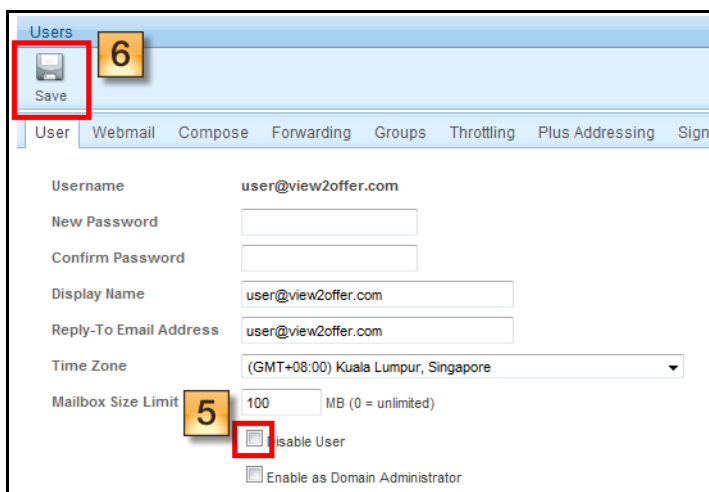 Users
6
Save
User Webmail Compose Forwarding Groups Throttling Plus Addressing Sign
Username user@view2offer.com
New Password
Confirm Password
Display Name user@view2offer.com
Reply-To Email Address user@view2offer.com
Time Zone (GMT+08:00) Kuala Lumpur, Singapore
Mailbox Size Limit 100 MB (0 = unlimited)
5
Disable User
Enable as Domain Administrator